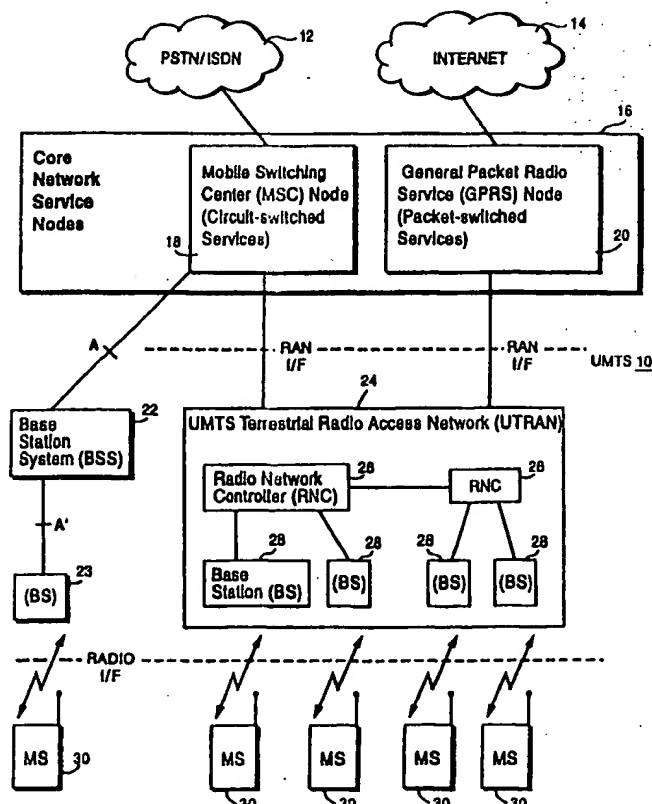 12
PSTN/ISDN
14
INTERNET
16
Core
Network
Service
Nodes
Mobile Switching
Center (MSC) Node
(Circuit-switched
Services)
18
General Packet Radio
Service (GPRS) Node
(Packet-switched
Services)
20
A
RAN
I/F
RAN
I/F
UMTS 10
22
Base
Station
System (BSS)
24
UMTS Terrestrial Radio Access Network (UTRAN)
26
Radio Network
Controller (RNC)
26
RNC
A'
28
Base
Station (BS)
28
(BS)
28
(BS)
28
(BS)
23
(BS)
RADIO
I/F
MS
30
MS
30
MS
30
MS
30
MS
30